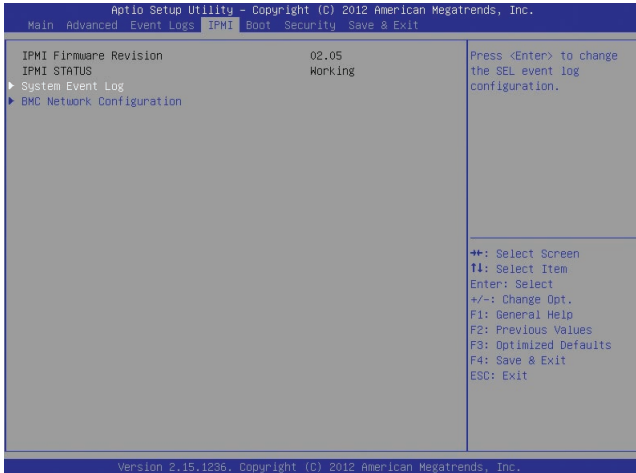 Aptio Setup Utility – Copyright (C) 2012 American Megatrends, Inc.
Main Advanced Event Logs IPMI Boot Security Save & Exit
IPMI Firmware Revision 02.05
IPMI STATUS Working
▶ System Event Log
▶ BMC Network Configuration
Press <Enter> to change
the SEL event log
configuration.
→←: Select Screen
↑↓: Select Item
Enter: Select
+/-: Change Opt.
F1: General Help
F2: Previous Values
F3: Optimized Defaults
F4: Save & Exit
ESC: Exit
Version 2.15.1236. Copyright (C) 2012 American Megatrends, Inc.